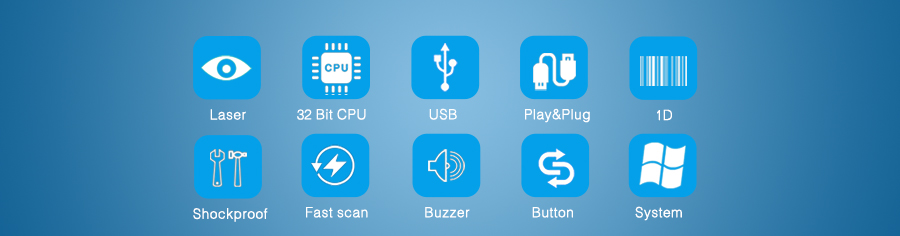 CPU
Laser
32 Bit CPU
USB
Play&Plug
1D
Shockproof
Fast scan
Buzzer
Button
System